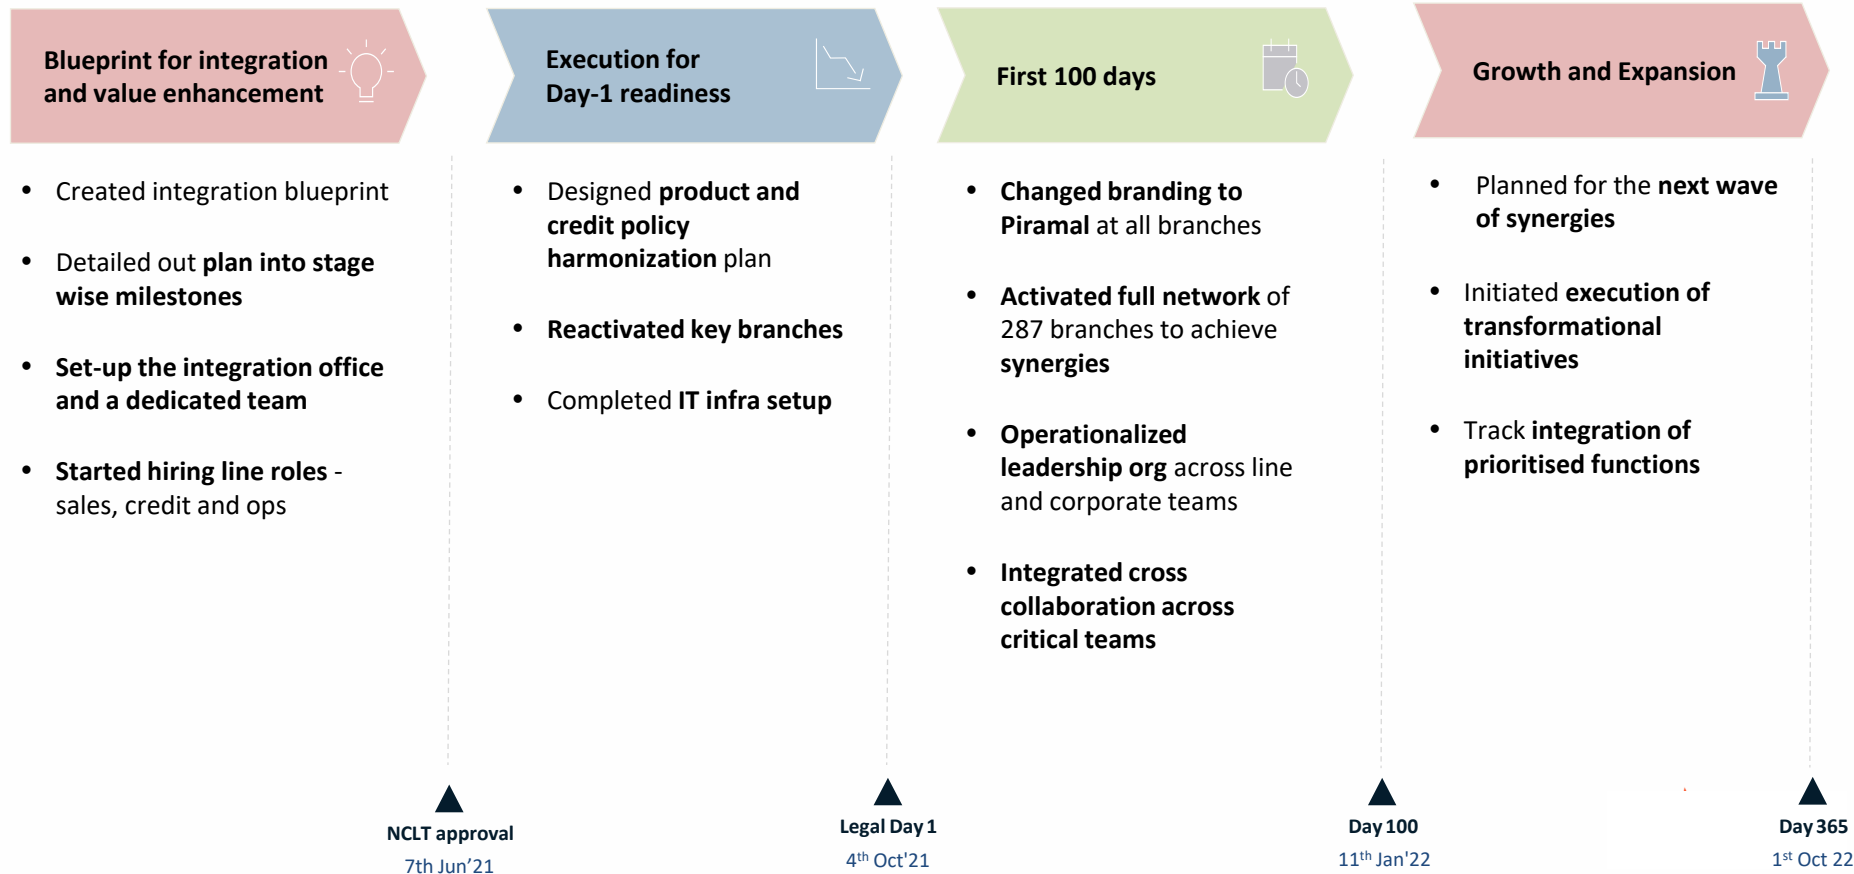 Blueprint for integration
and value enhancement
Execution for
Day-1 readiness
First 100 days
Growth and Expansion
• Created integration blueprint
• Detailed out plan into stage
wise milestones
• Set-up the integration office
and a dedicated team
• Started hiring line roles -
sales, credit and ops
• Designed product and
credit policy
harmonization plan
• Reactivated key branches
• Completed IT infra setup
• Changed branding to
Piramal at all branches
• Activated full network of
287 branches to achieve
synergies
• Operationalized
leadership org across line
and corporate teams
• Integrated cross
collaboration across
critical teams
• Planned for the next wave
of synergies
• Initiated execution of
transformational
initiatives
• Track integration of
prioritised functions
NCLT approval
7th Jun’21
Legal Day 1
4th Oct'21
Day 100
11th Jan'22
Day 365
1st Oct 22